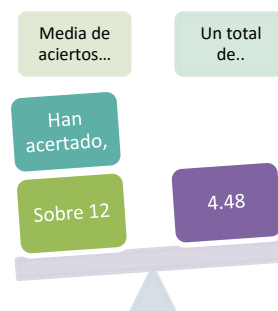 Media de
aciertos…
Un total
de..
Han
acertado,
Sobre 12
4.48